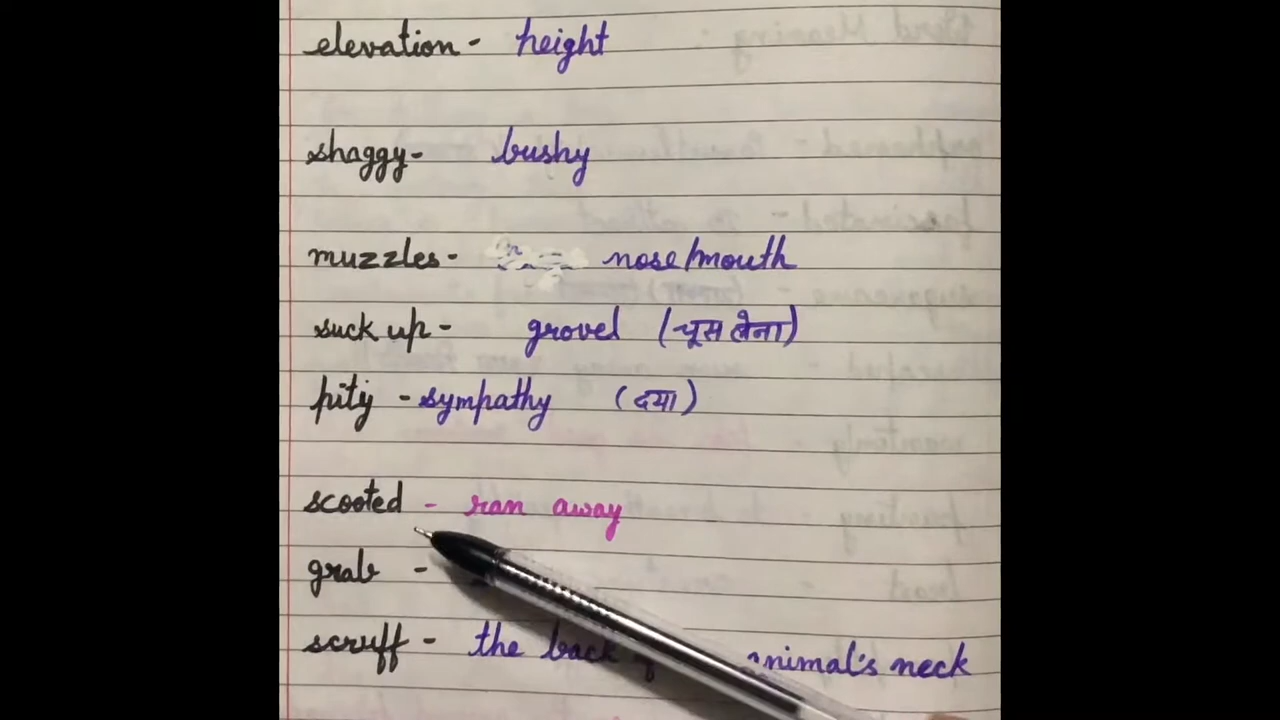 elevation - height
shaggy - bushy
muzzles - nose/mouth
suck up - grovel (चूस लेना)
pity - sympathy (दया)
scooted - ran away
grab -
scruff - the back animal's neck